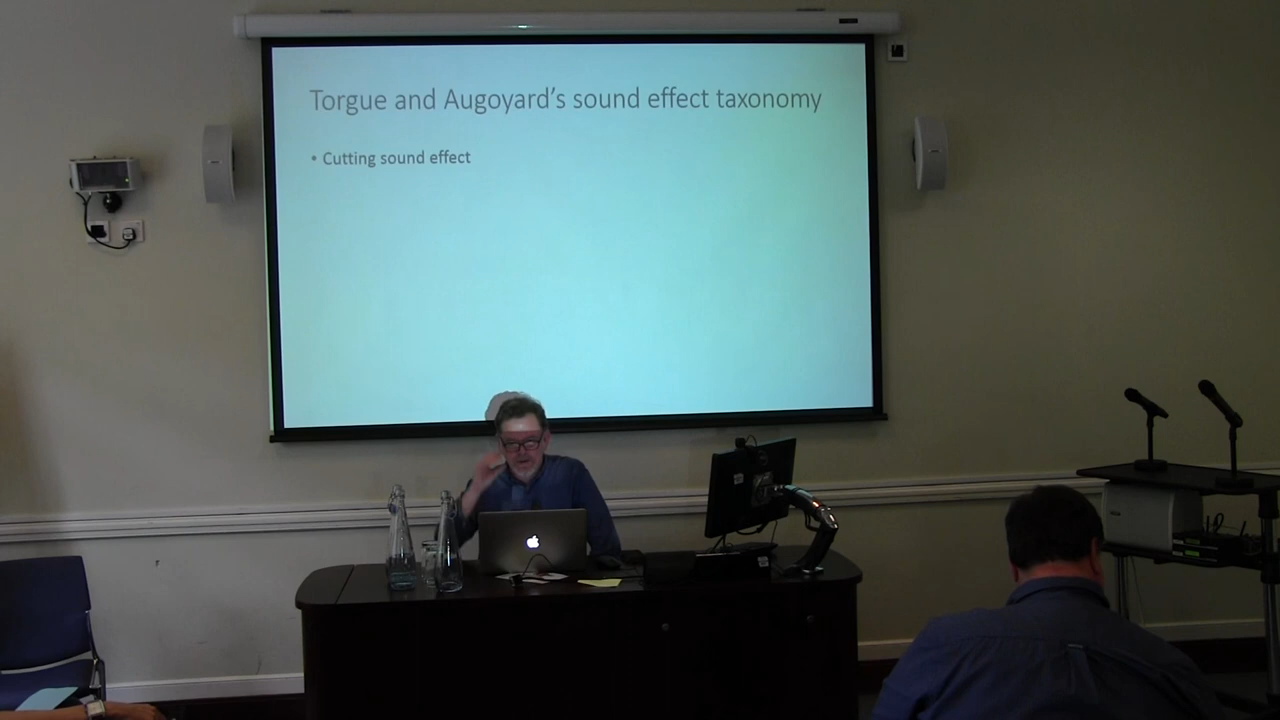 Torgue and Augoyard's sound effect taxonomy
• Cutting sound effect